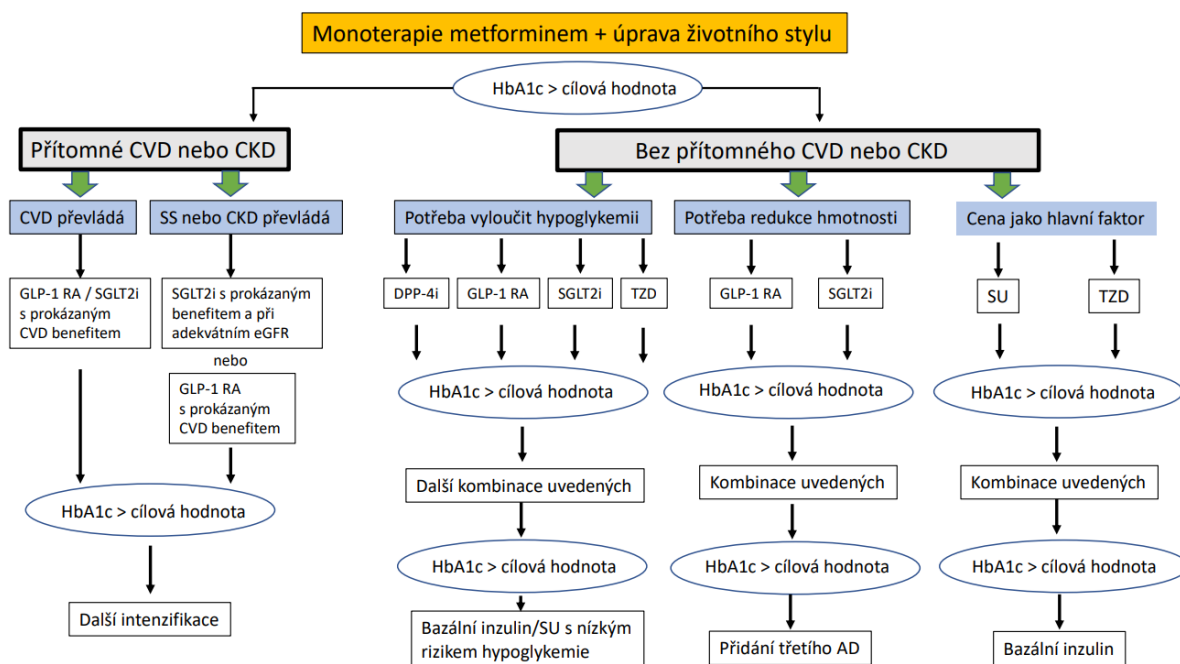 Monoterapie metforminem + úprava životního stylu
HbA1c > cílová hodnota
Přítomné CVD nebo CKD
Bez přítomného CVD nebo CKD
CVD převládá
SS nebo CKD převládá
Potřeba vyloučit hypoglykemii
Potřeba redukce hmotnosti
Cena jako hlavní faktor
GLP-1 RA / SGLT2i
s prokázaným
CVD benefitem
SGLT2i s prokázaným
benefitem a při
adekvátním eGFR
nebo
GLP-1 RA
s prokázaným
CVD benefitem
DPP-4i
GLP-1 RA
SGLT2i
TZD
GLP-1 RA
SGLT2i
SU
TZD
HbA1c > cílová hodnota
HbA1c > cílová hodnota
HbA1c > cílová hodnota
Další kombinace uvedených
Kombinace uvedených
Kombinace uvedených
HbA1c > cílová hodnota
HbA1c > cílová hodnota
HbA1c > cílová hodnota
HbA1c > cílová hodnota
Další intenzifikace
Bazální inzulin/SU s nízkým
rizikem hypoglykemie
Přidání třetího AD
Bazální inzulin